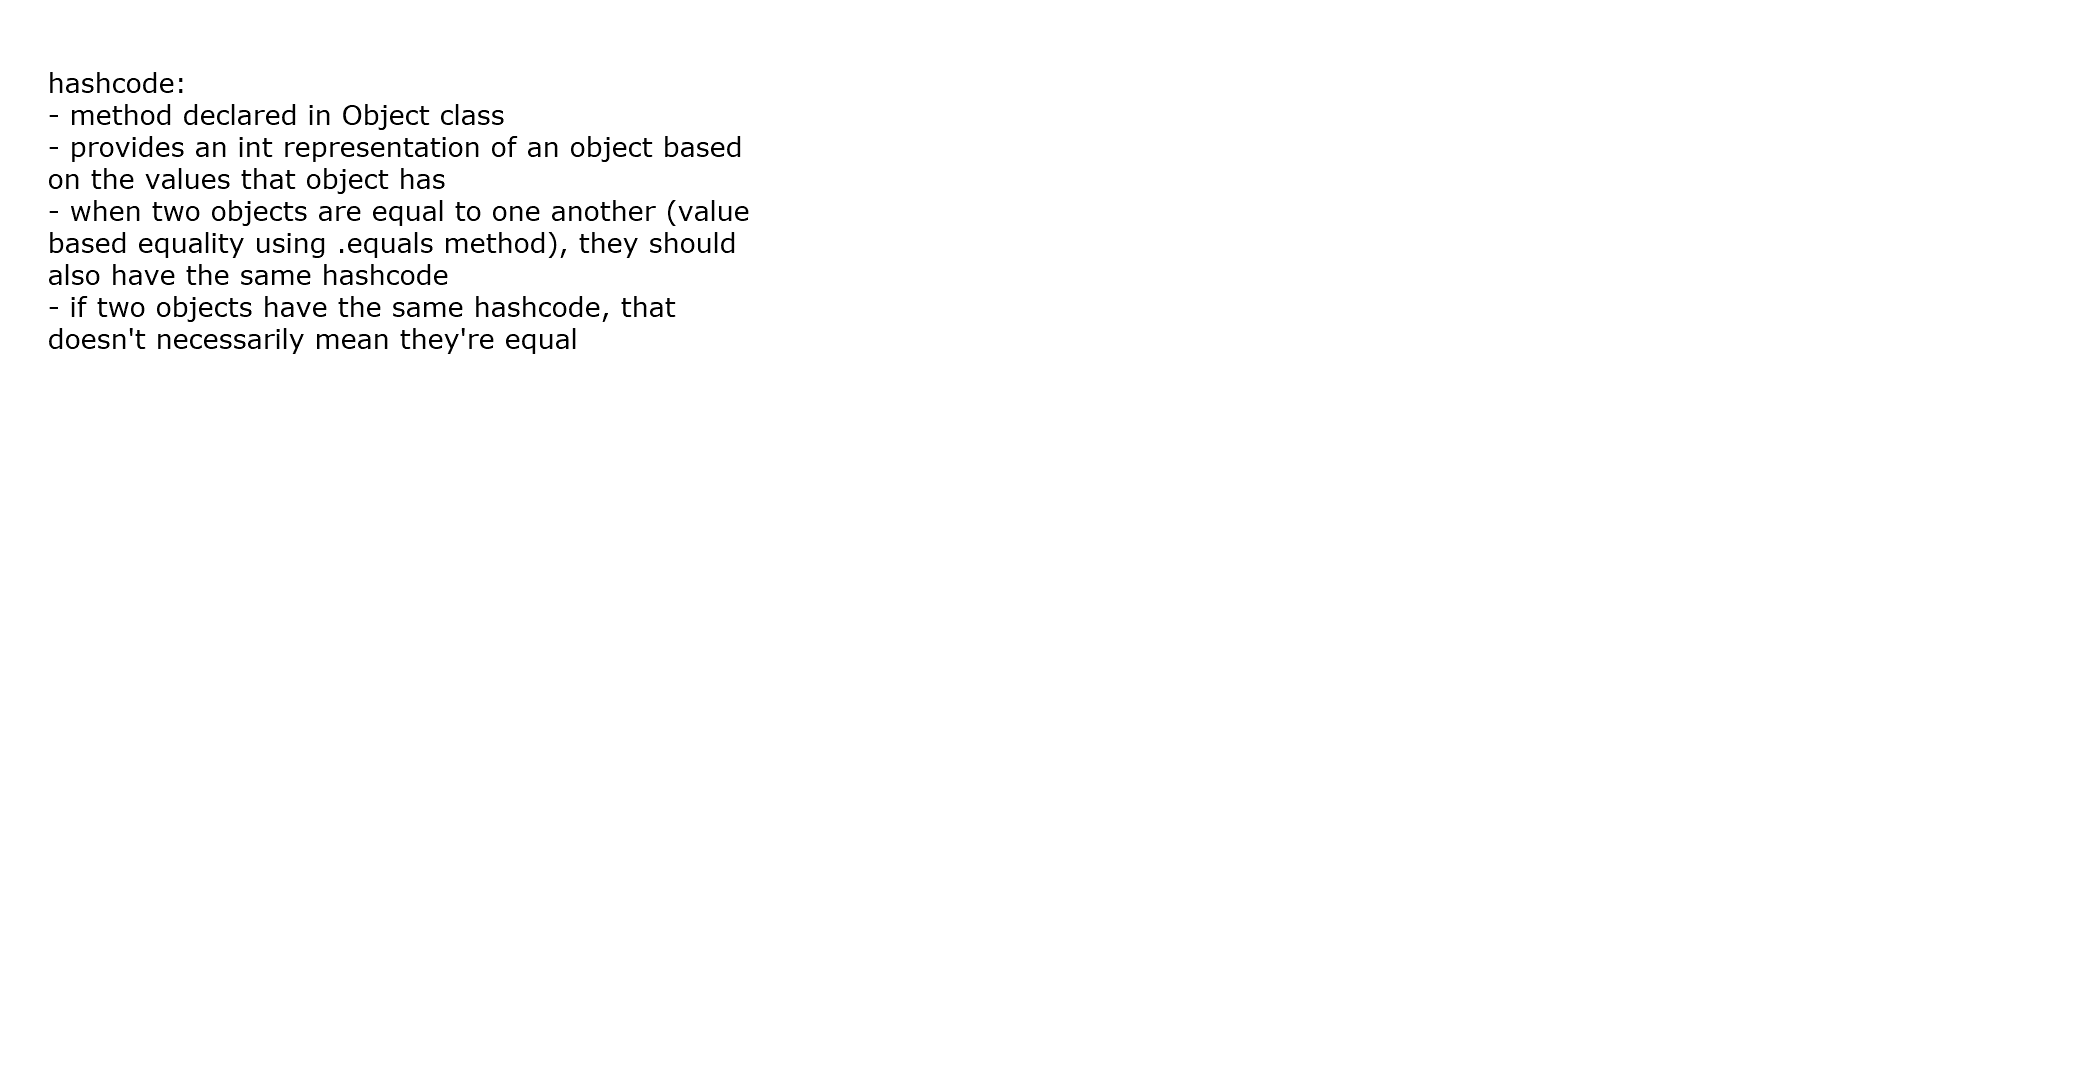 hashcode:
- method declared in Object class
- provides an int representation of an object based
on the values that object has
- when two objects are equal to one another (value
based equality using .equals method), they should
also have the same hashcode
- if two objects have the same hashcode, that
doesn't necessarily mean they're equal